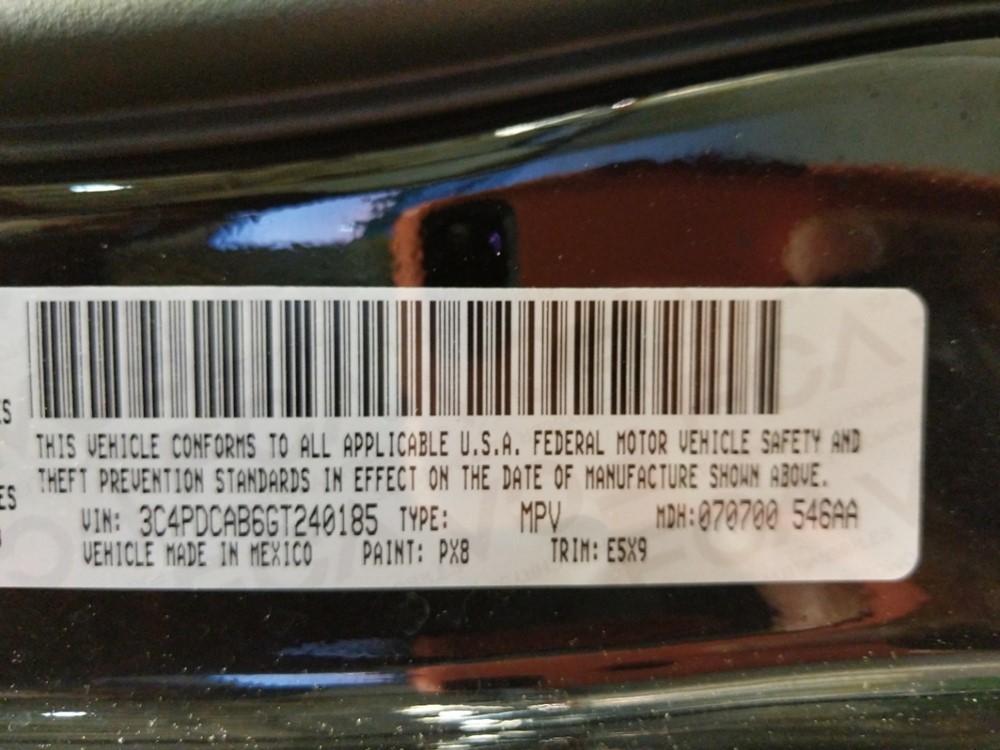 ES
THIS VEHICLE CONFORMS TO ALL APPLICABLE U.S.A. FEDERAL MOTOR VEHICLE SAFETY AND
THEFT PREVENTION STANDARDS IN EFFECT ON THE DATE OF MANUFACTURE SHOWN ABOVE.
ES
VIN: 3C4PDCAB6GT240185 TYPE: MPV MDH:070700 546AA
VEHICLE MADE IN MEXICO PAINT: PX8 TRIM: E5X9